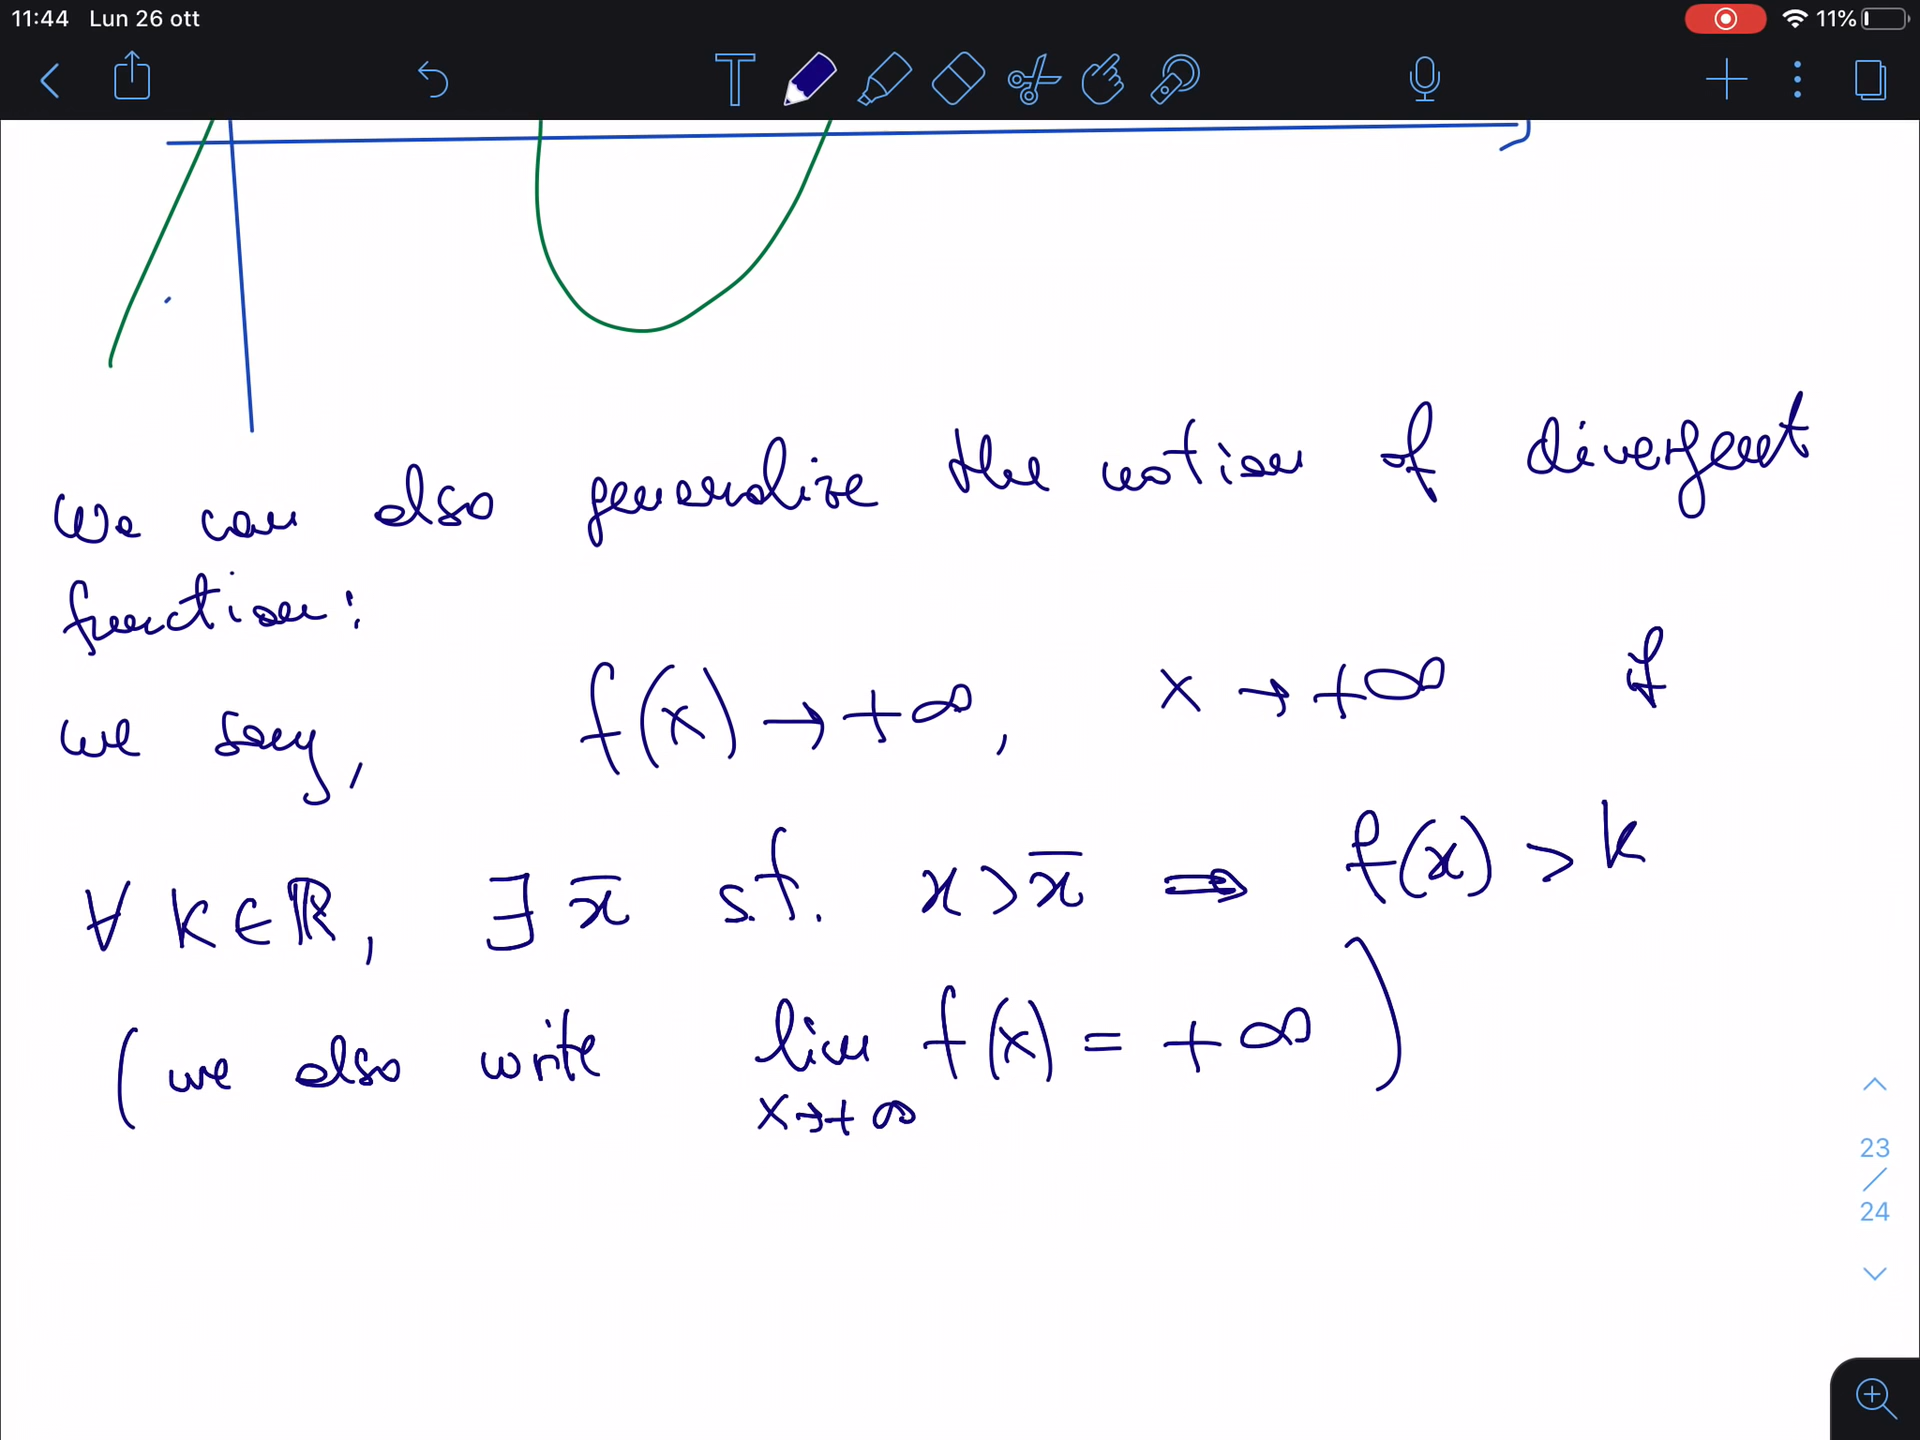 11:44 Lun 26 ott 11%
We can also generalize the notion of divergent
function:
we say, f(x) → +∞, x → +∞ if
∀ K ∈ ℝ, ∃ x̄ s.t. x > x̄ ⇒ f(x) > k
(we also write lim f(x) = +∞)
x→+∞
23
/
24